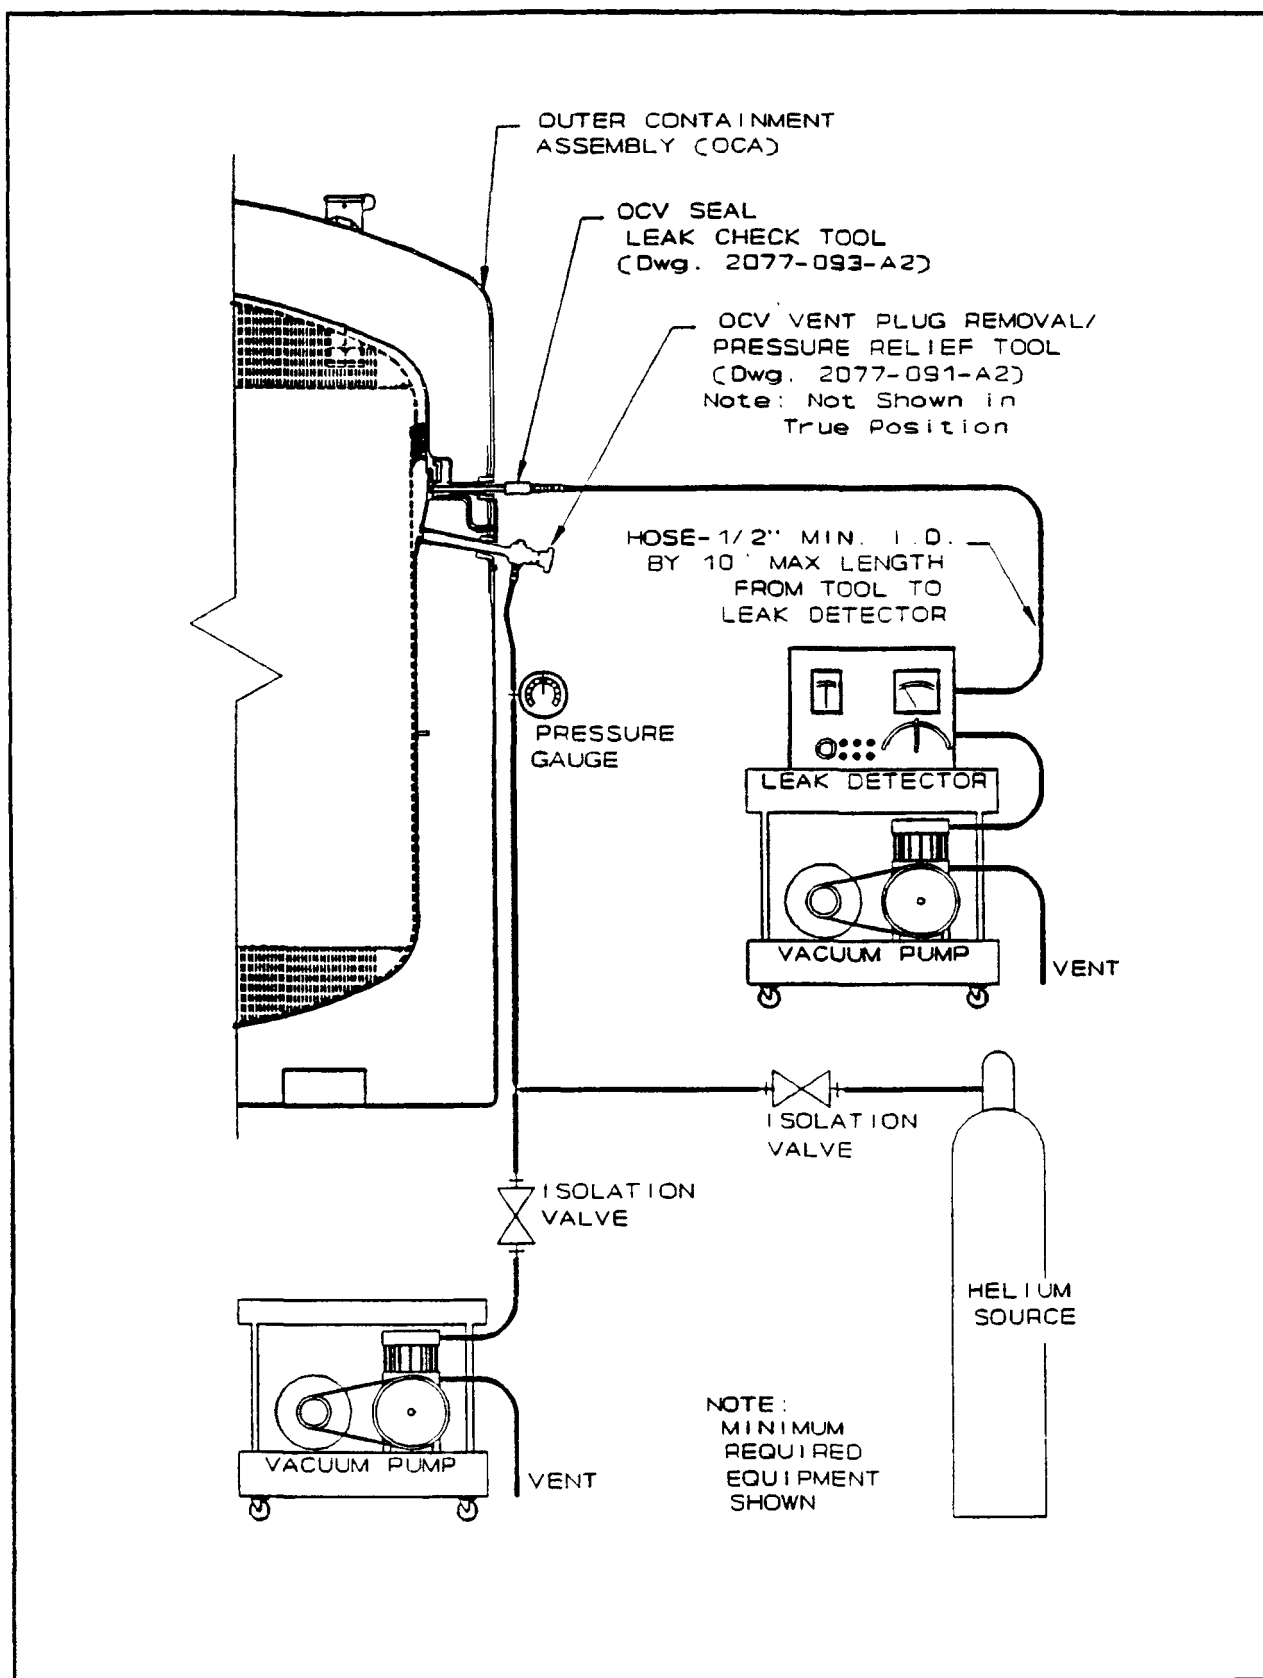 OUTER CONTAINMENT
ASSEMBLY (OCA)
OCV SEAL
LEAK CHECK TOOL
(Dwg. 2077-093-A2)
OCV VENT PLUG REMOVAL/
PRESSURE RELIEF TOOL
(Dwg. 2077-091-A2)
Note: Not Shown in
True Position
HOSE-1/2" MIN. I.D.
BY 10' MAX LENGTH
FROM TOOL TO
LEAK DETECTOR
PRESSURE
GAUGE
LEAK DETECTOR
VACUUM PUMP
VENT
ISOLATION
VALVE
ISOLATION
VALVE
HELIUM
SOURCE
NOTE:
MINIMUM
REQUIRED
EQUIPMENT
SHOWN
VACUUM PUMP
VENT